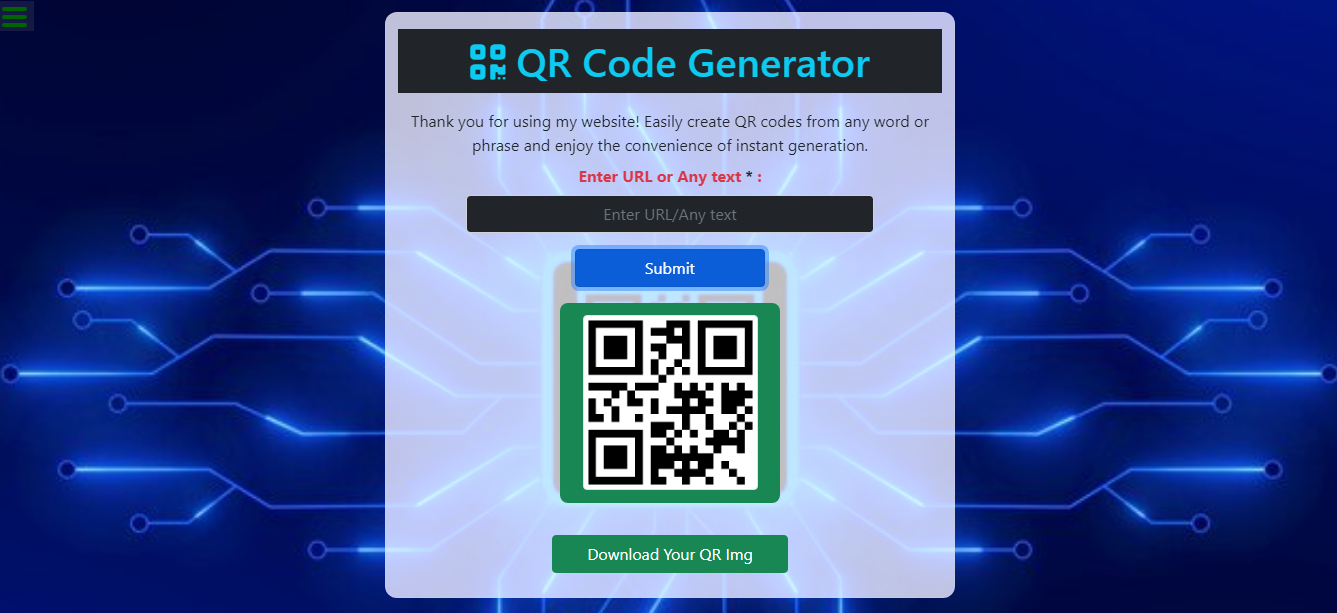 QR Code Generator
Thank you for using my website! Easily create QR codes from any word or
phrase and enjoy the convenience of instant generation.
Enter URL or Any text * :
Enter URL/Any text
Submit
Download Your QR Img